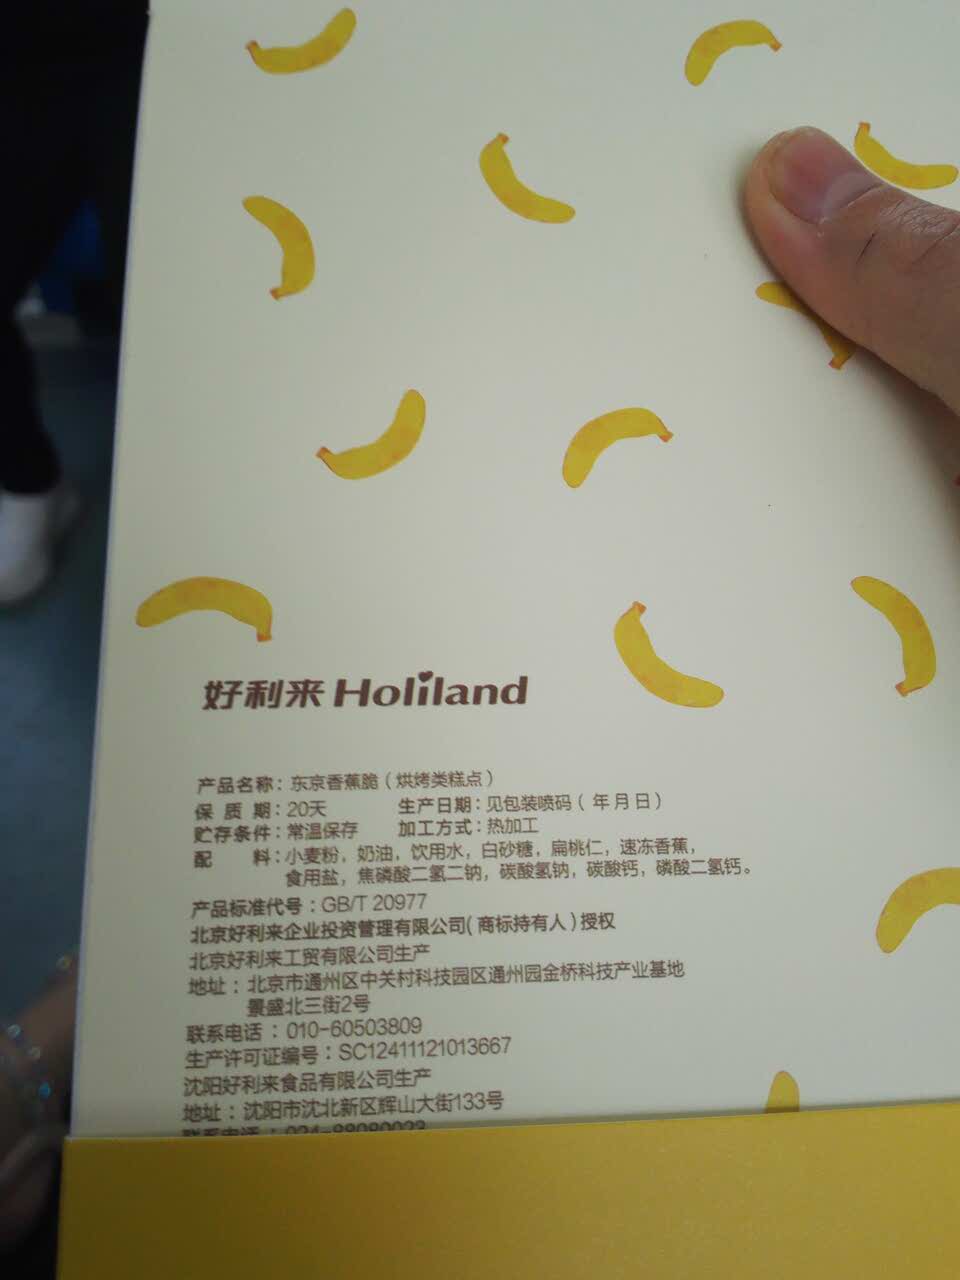 好利来 Holiland
产品名称：东京香蕉脆（烘烤类糕点）
保 质 期：20天 生产日期：见包装喷码（ 年月日）
贮存条件：常温保存 加工方式：热加工
配 料：小麦粉，奶油，饮用水，白砂糖，扁桃仁，速冻香蕉，
食用盐，焦磷酸二氢二钠，碳酸氢钠，碳酸钙，磷酸二氢钙。
产品标准代号：GB/T 20977
北京好利来企业投资管理有限公司（商标持有人）授权
北京好利来工贸有限公司生产
地址：北京市通州区中关村科技园区通州园金桥科技产业基地
景盛北三街2号
联系电话：010-60503809
生产许可证编号：SC12411121013667
沈阳好利来食品有限公司生产
地址：沈阳市沈北新区辉山大街133号
联系电话：